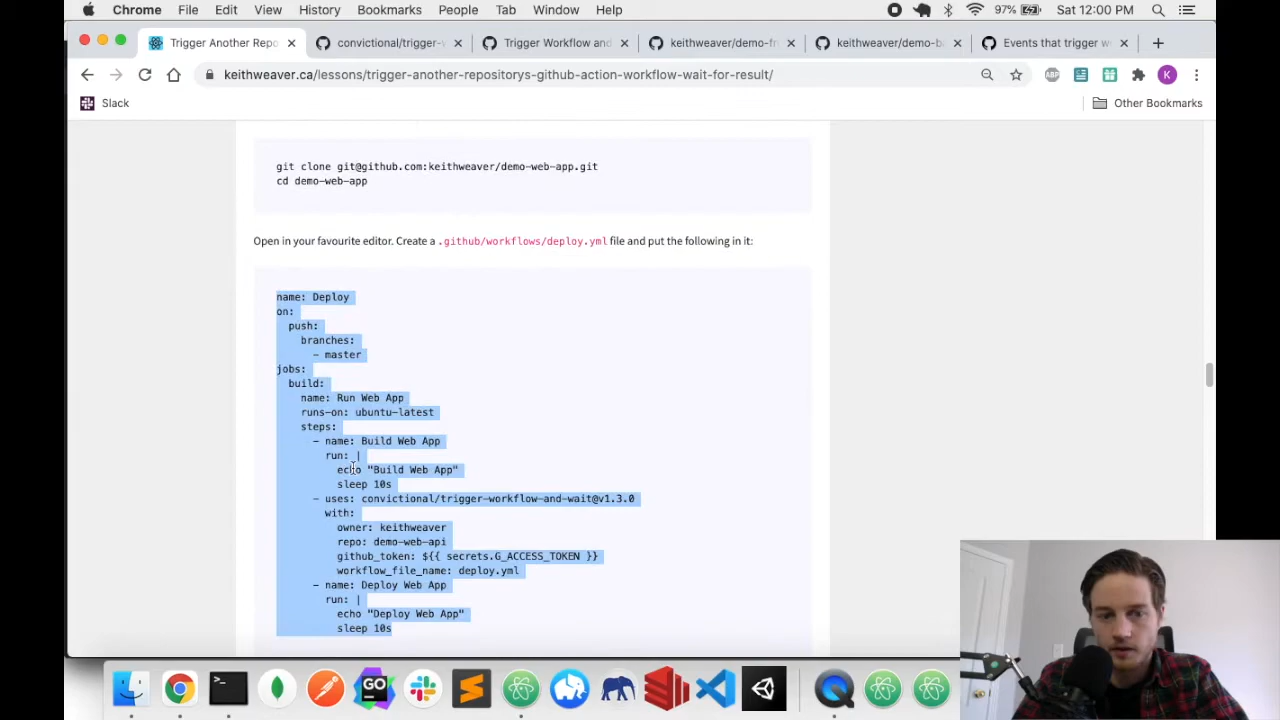 Chrome File Edit View History Bookmarks People Tab Window Help 97% Sat 12:00 PM
Trigger Another Repo convictional/trigger-v Trigger Workflow and keithweaver/demo-fr keithweaver/demo-ba Events that trigger w
keithweaver.ca/lessons/trigger-another-repositorys-github-action-workflow-wait-for-result/ ABP K
Slack Other Bookmarks
git clone git@github.com:keithweaver/demo-web-app.git
cd demo-web-app
Open in your favourite editor. Create a .github/workflows/deploy.yml file and put the following in it:
name: Deploy
on:
push:
branches:
- master
jobs:
build:
name: Run Web App
runs-on: ubuntu-latest
steps:
- name: Build Web App
run: |
echo "Build Web App"
sleep 10s
- uses: convictional/trigger-workflow-and-wait@v1.3.0
with:
owner: keithweaver
repo: demo-web-api
github_token: ${{ secrets.G_ACCESS_TOKEN }}
workflow_file_name: deploy.yml
- name: Deploy Web App
run: |
echo "Deploy Web App"
sleep 10s
GO